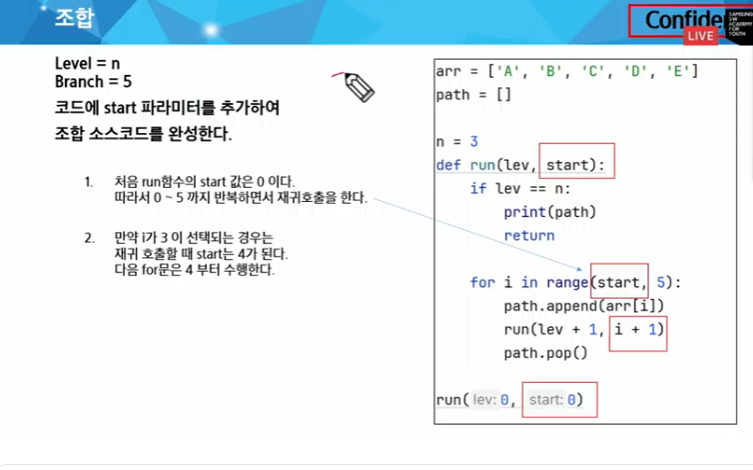 조합
Confide
LIVE
SAMSUNG
SW
ACADEMY
FOR
YOUTH
Level = n
Branch = 5
코드에 start 파라미터를 추가하여
조합 소스코드를 완성한다.
1. 처음 run함수의 start 값은 0 이다.
따라서 0 ~ 5 까지 반복하면서 재귀호출을 한다.
2. 만약 i가 3 이 선택되는 경우는
재귀 호출할 때 start는 4가 된다.
다음 for문은 4 부터 수행한다.
arr = ['A', 'B', 'C', 'D', 'E']
path = []
n = 3
def run(lev, start):
if lev == n:
print(path)
return
for i in range(start, 5):
path.append(arr[i])
run(lev + 1, i + 1)
path.pop()
run( lev: 0, start: 0)